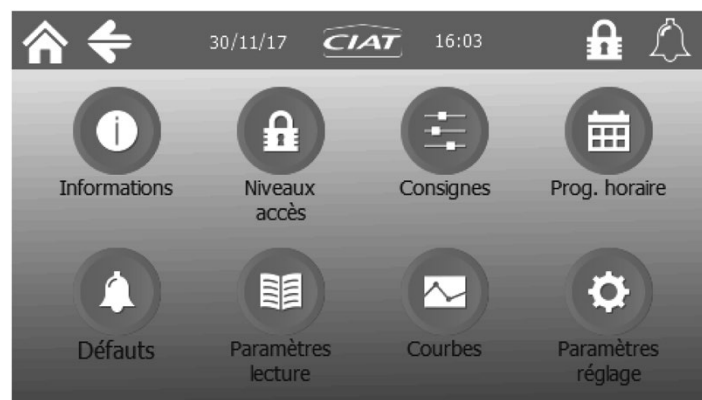 30/11/17 CIAT 16:03
Informations
Niveaux
accès
Consignes
Prog. horaire
Défauts
Paramètres
lecture
Courbes
Paramètres
réglage